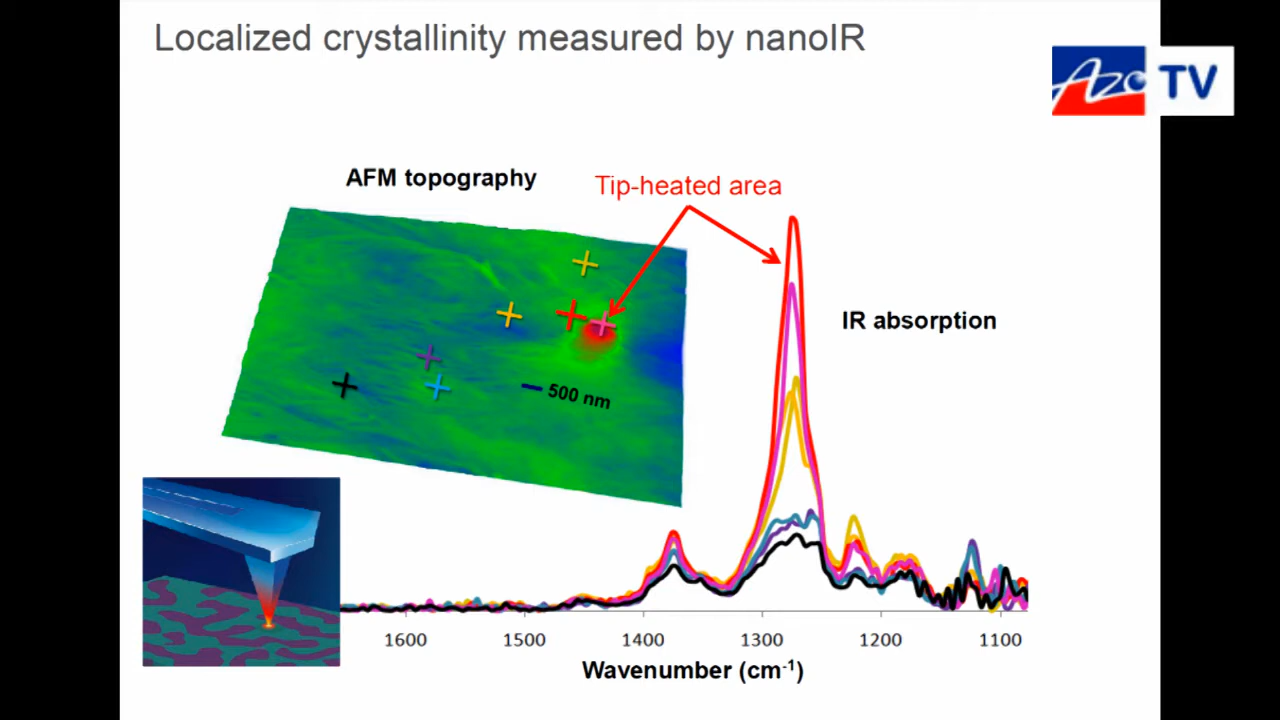 Localized crystallinity measured by nanoIR
AZO TV
AFM topography
Tip-heated area
IR absorption
500 nm
1600 1500 1400 1300 1200 1100
Wavenumber (cm⁻¹)